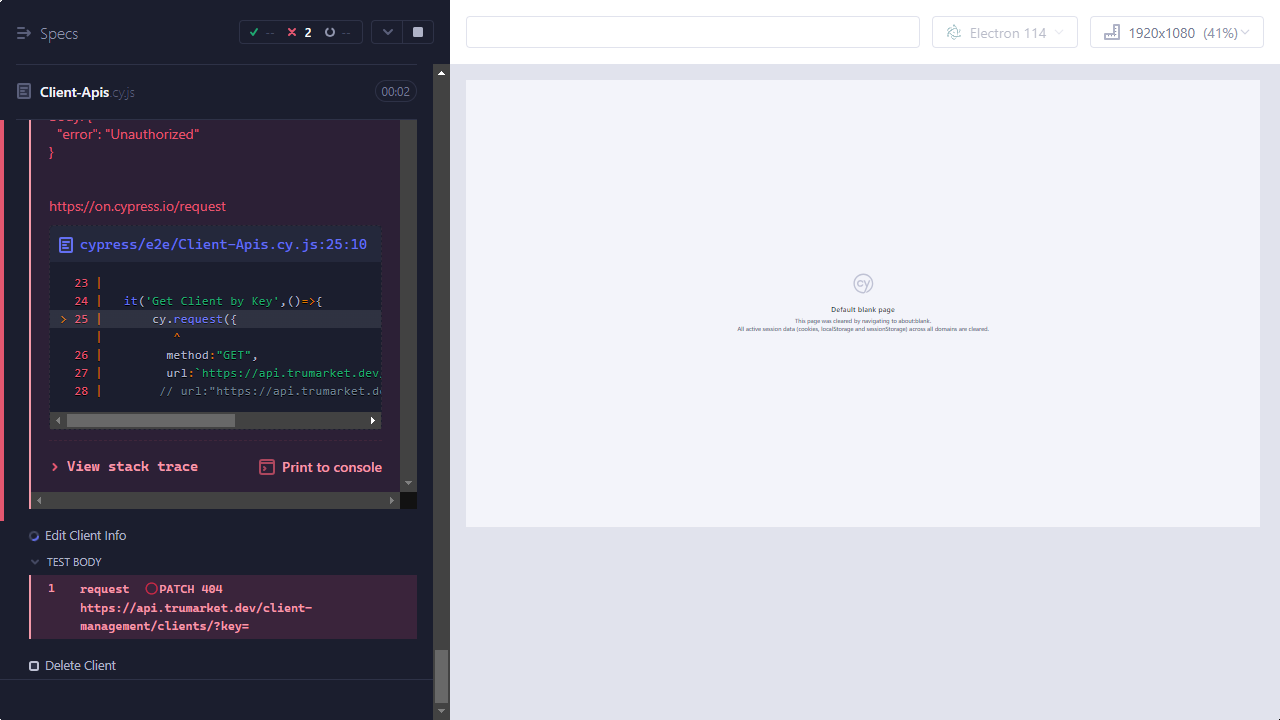 Specs
-- 2 --
Electron 114
1920x1080 (41%)
Client-Apis cy.js
00:02
"error": "Unauthorized"
}
https://on.cypress.io/request
cypress/e2e/Client-Apis.cy.js:25:10
23 |
24 | it('Get Client by Key',()=>{
> 25 | cy.request({
| ^
26 | method:"GET",
27 | url:`https://api.trumarket.dev/
28 | // url:"https://api.trumarket.de
View stack trace
Print to console
Edit Client Info
TEST BODY
1 request PATCH 404
https://api.trumarket.dev/client-
management/clients/?key=
Delete Client
cy
Default blank page
This page was cleared by navigating to about:blank.
All active session data (cookies, localStorage and sessionStorage) across all domains are cleared.